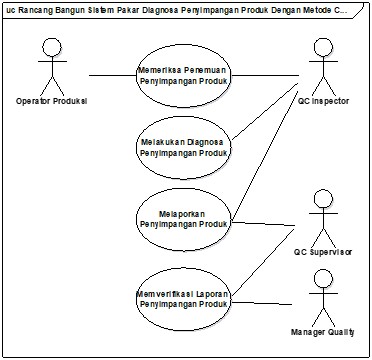 uc Rancang Bangun Sistem Pakar Diagnosa Penyimpangan Produk Dengan Metode C...
Memeriksa Penemuan
Penyimpangan Produk
Operator Produksi
QC Inspector
Melakukan Diagnosa
Penyimpangan Produk
Melaporkan
Penyimpangan Produk
QC Supervisor
Memverifikasi Laporan
Penyimpangan Produk
Manager Quality